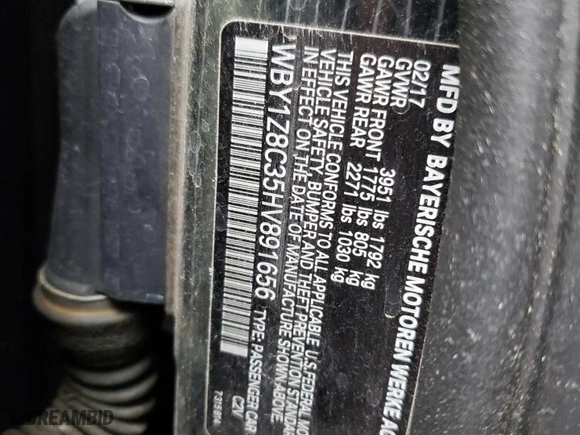 MFD BY BAYERISCHE MOTOREN WERKE AG
02/17
GVWR 3951 lbs 1792 kg
GAWR FRONT 1775 lbs 805 kg
GAWR REAR 2271 lbs 1030 kg
THIS VEHICLE CONFORMS TO ALL APPLICABLE U.S. FEDERAL MO
VEHICLE SAFETY, BUMPER AND THEFT PREVENTION STANDARD
IN EFFECT ON THE DATE OF MANUFACTURE SHOWN ABOVE.
WBY1Z8C35HV891656 TYPE: PASSENGER CAR
DREAMBID